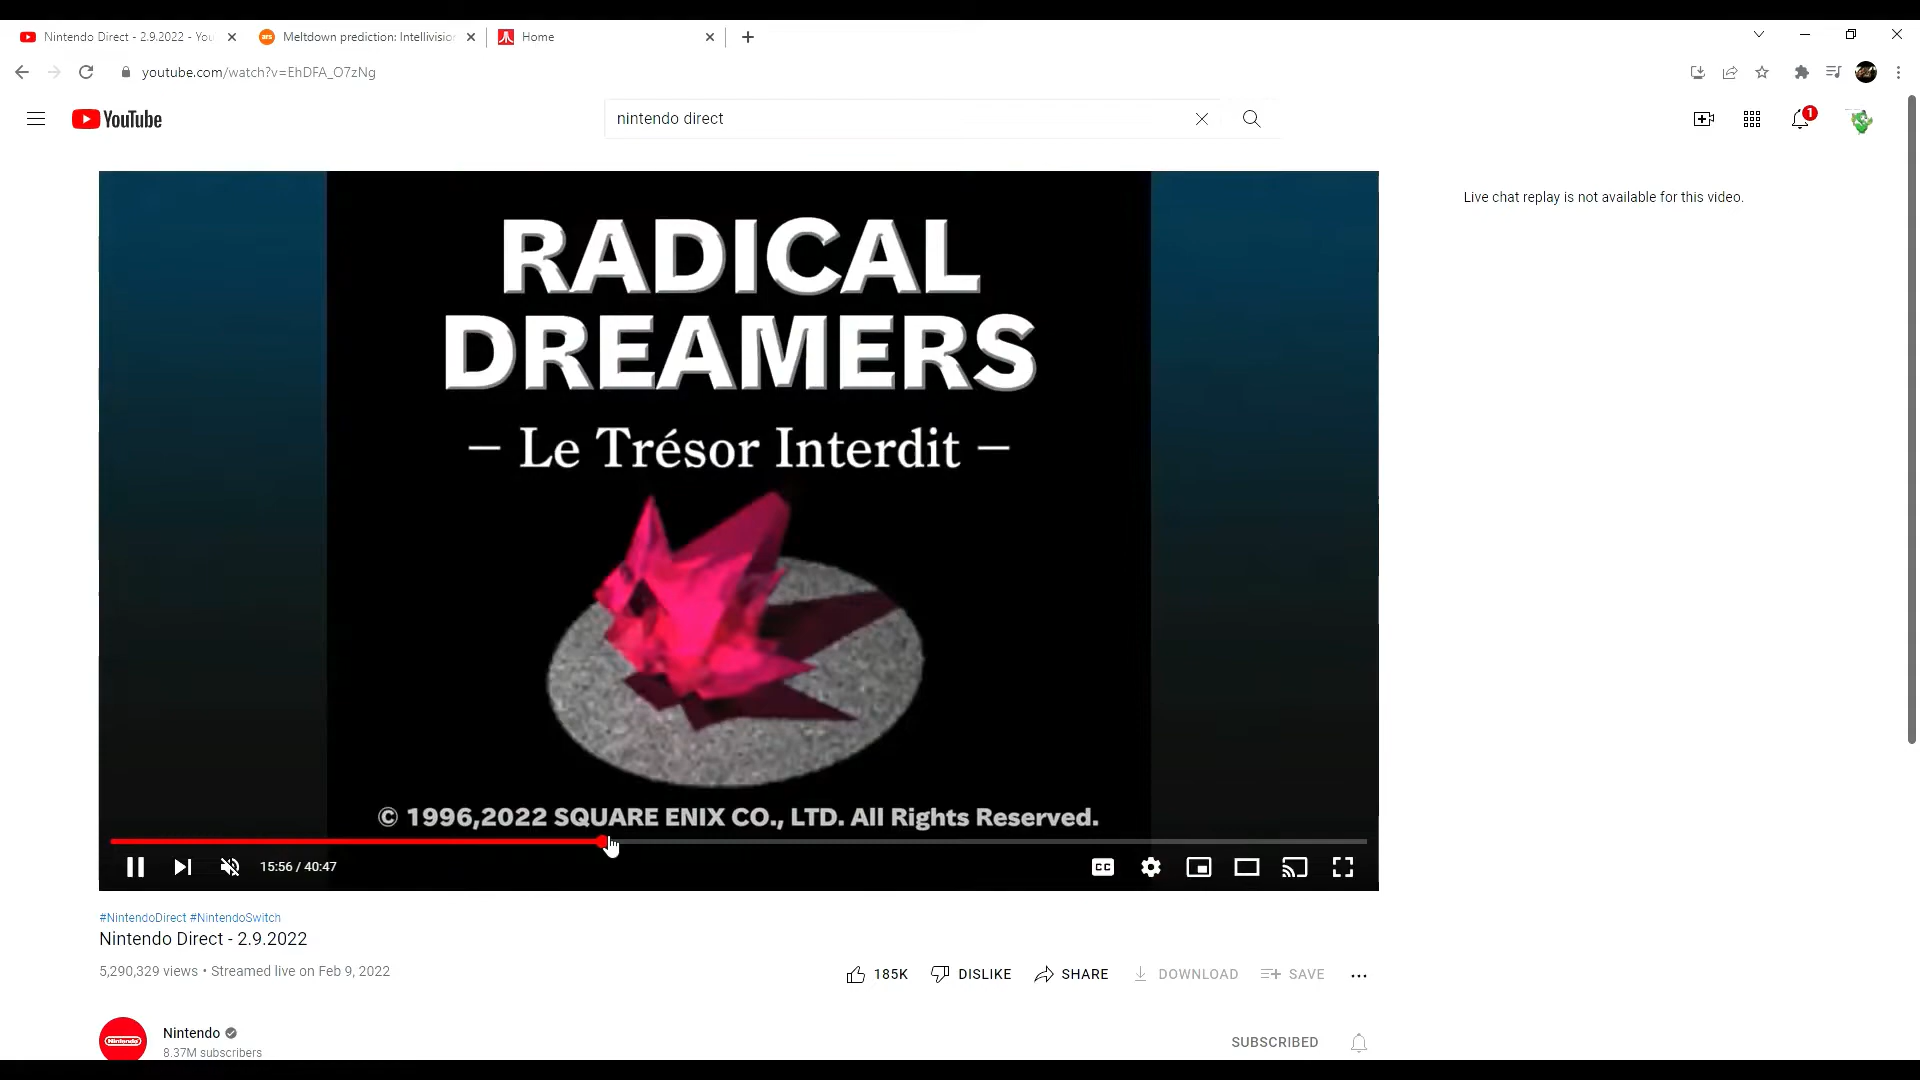 Nintendo Direct - 2.9.2022 - You
Meltdown prediction: Intellivision
Home
youtube.com/watch?v=EhDFA_O7zNg
YouTube
nintendo direct
1
Live chat replay is not available for this video.
RADICAL
DREAMERS
– Le Trésor Interdit –
© 1996,2022 SQUARE ENIX CO., LTD. All Rights Reserved.
15:56 / 40:47
CC
#NintendoDirect #NintendoSwitch
Nintendo Direct - 2.9.2022
5,290,329 views • Streamed live on Feb 9, 2022
185K DISLIKE SHARE DOWNLOAD SAVE
Nintendo
Nintendo
8.37M subscribers
SUBSCRIBED